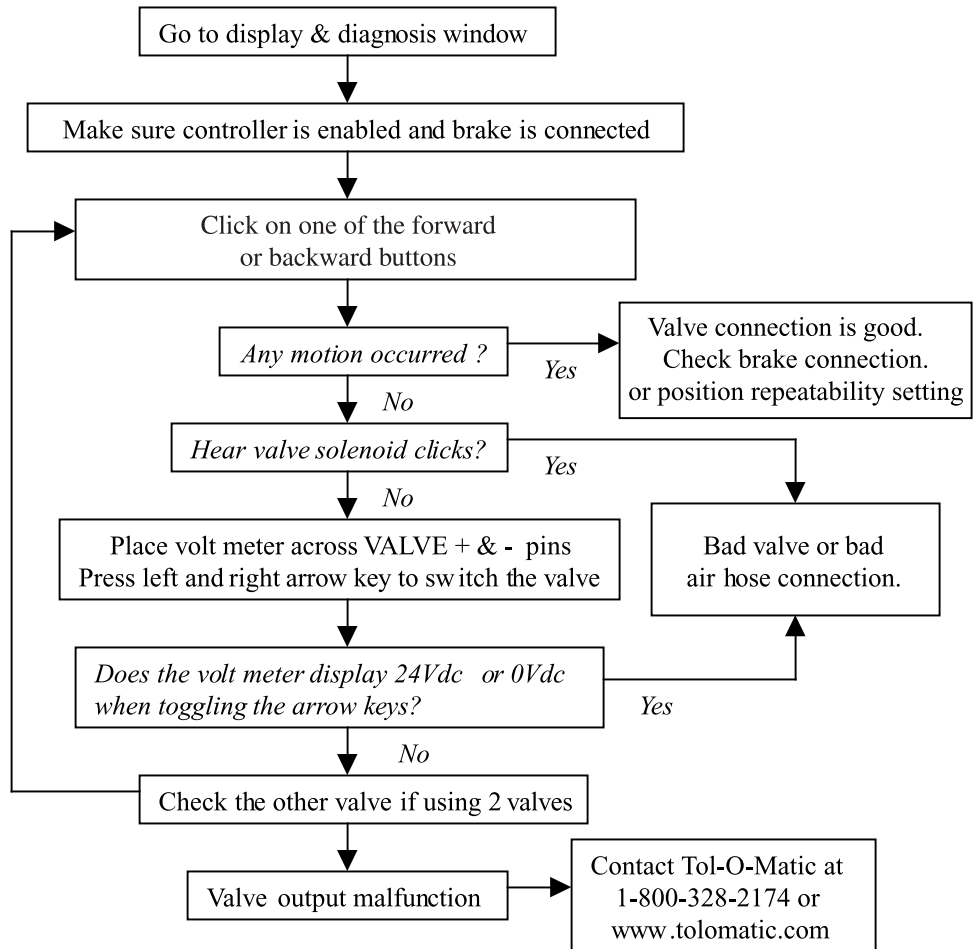 Go to display & diagnosis window
Make sure controller is enabled and brake is connected
Click on one of the forward
or backward buttons
Any motion occurred ?
Yes
Valve connection is good.
Check brake connection.
or position repeatability setting
No
Hear valve solenoid clicks?
Yes
No
Place volt meter across VALVE + & - pins
Press left and right arrow key to switch the valve
Bad valve or bad
air hose connection.
Does the volt meter display 24Vdc or 0Vdc
when toggling the arrow keys?
Yes
No
Check the other valve if using 2 valves
Valve output malfunction
Contact Tol-O-Matic at
1-800-328-2174 or
www.tolomatic.com